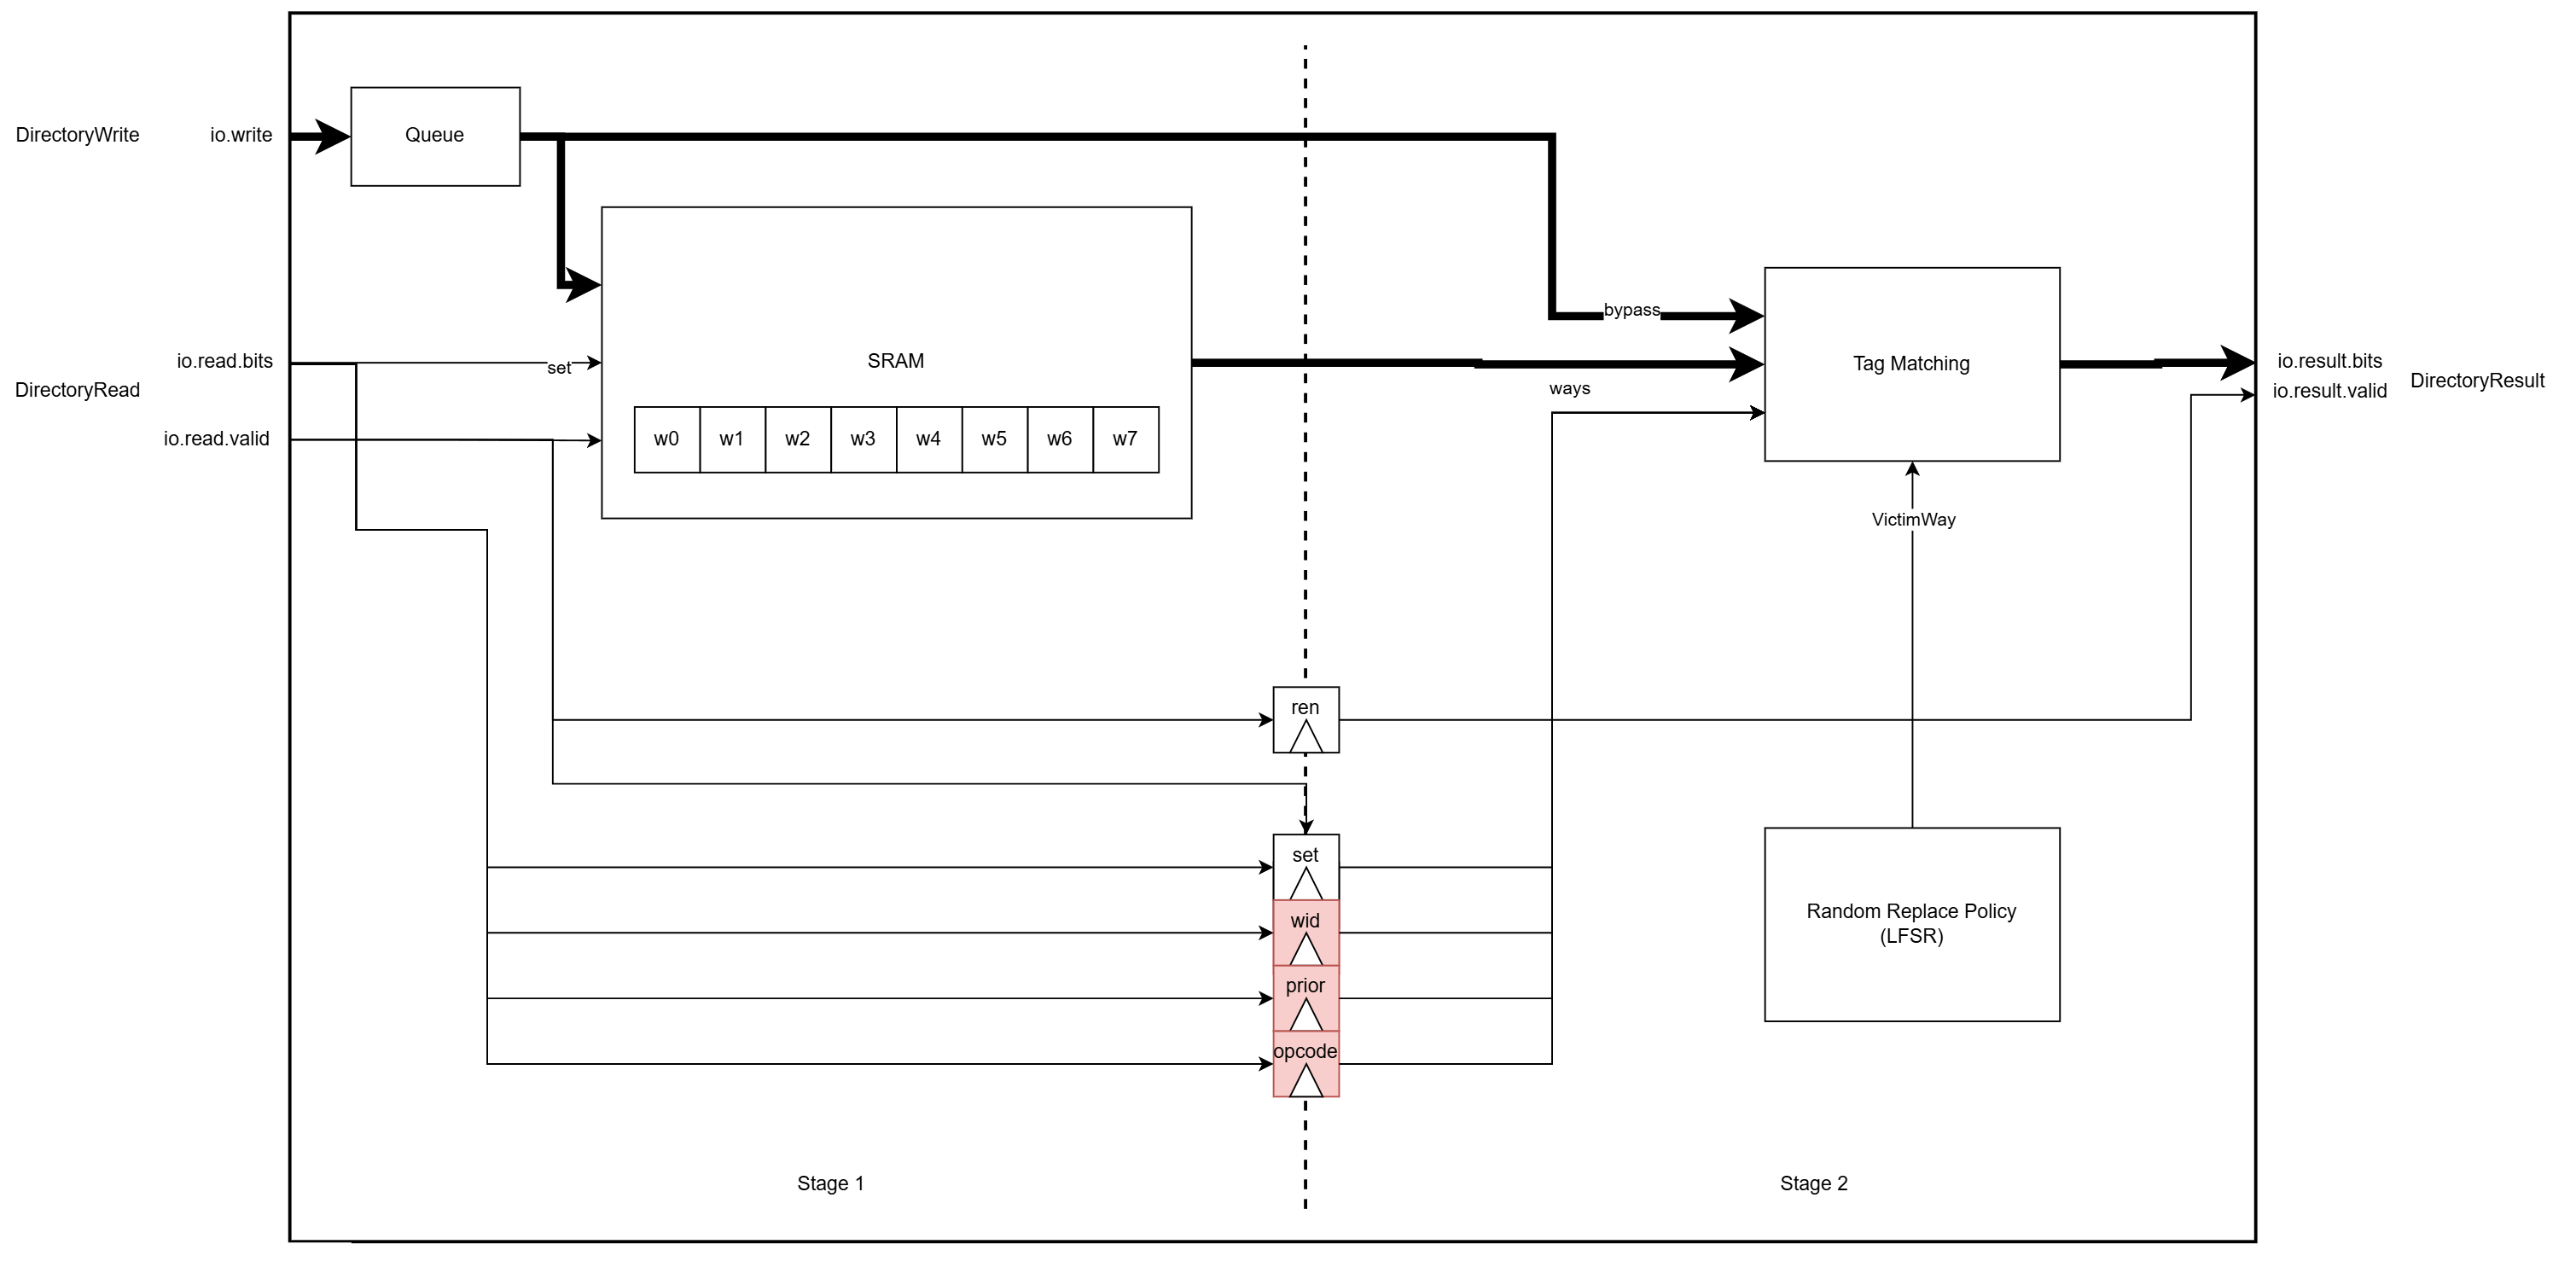 DirectoryWrite
io.write
Queue
io.read.bits
DirectoryRead
io.read.valid
set
SRAM
w0 w1 w2 w3 w4 w5 w6 w7
bypass
ways
Tag Matching
io.result.bits
io.result.valid
DirectoryResult
VictimWay
ren
set
wid
prior
opcode
Random Replace Policy
(LFSR)
Stage 1
Stage 2